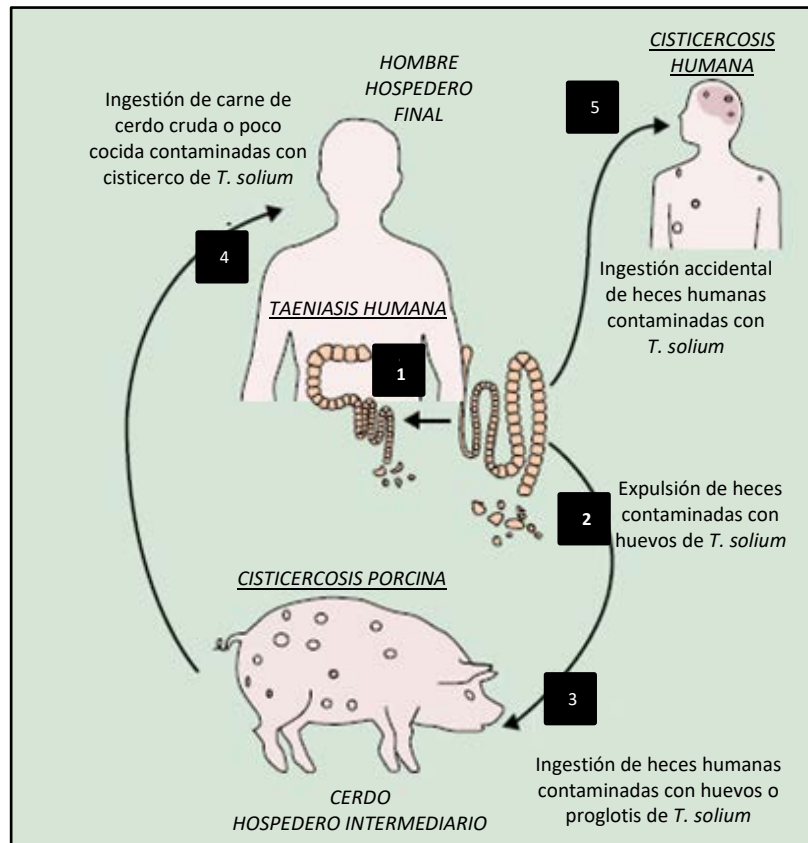 HOMBRE
HOSPEDERO
FINAL
CISTICERCOSIS
HUMANA
5
Ingestión de carne de
cerdo cruda o poco
cocida contaminadas con
cisticerco de T. solium
4
TAENIASIS HUMANA
1
Ingestión accidental
de heces humanas
contaminadas con
T. solium
2
Expulsión de heces
contaminadas con
huevos de T. solium
CISTICERCOSIS PORCINA
3
Ingestión de heces humanas
contaminadas con huevos o
proglotis de T. solium
CERDO
HOSPEDERO INTERMEDIARIO